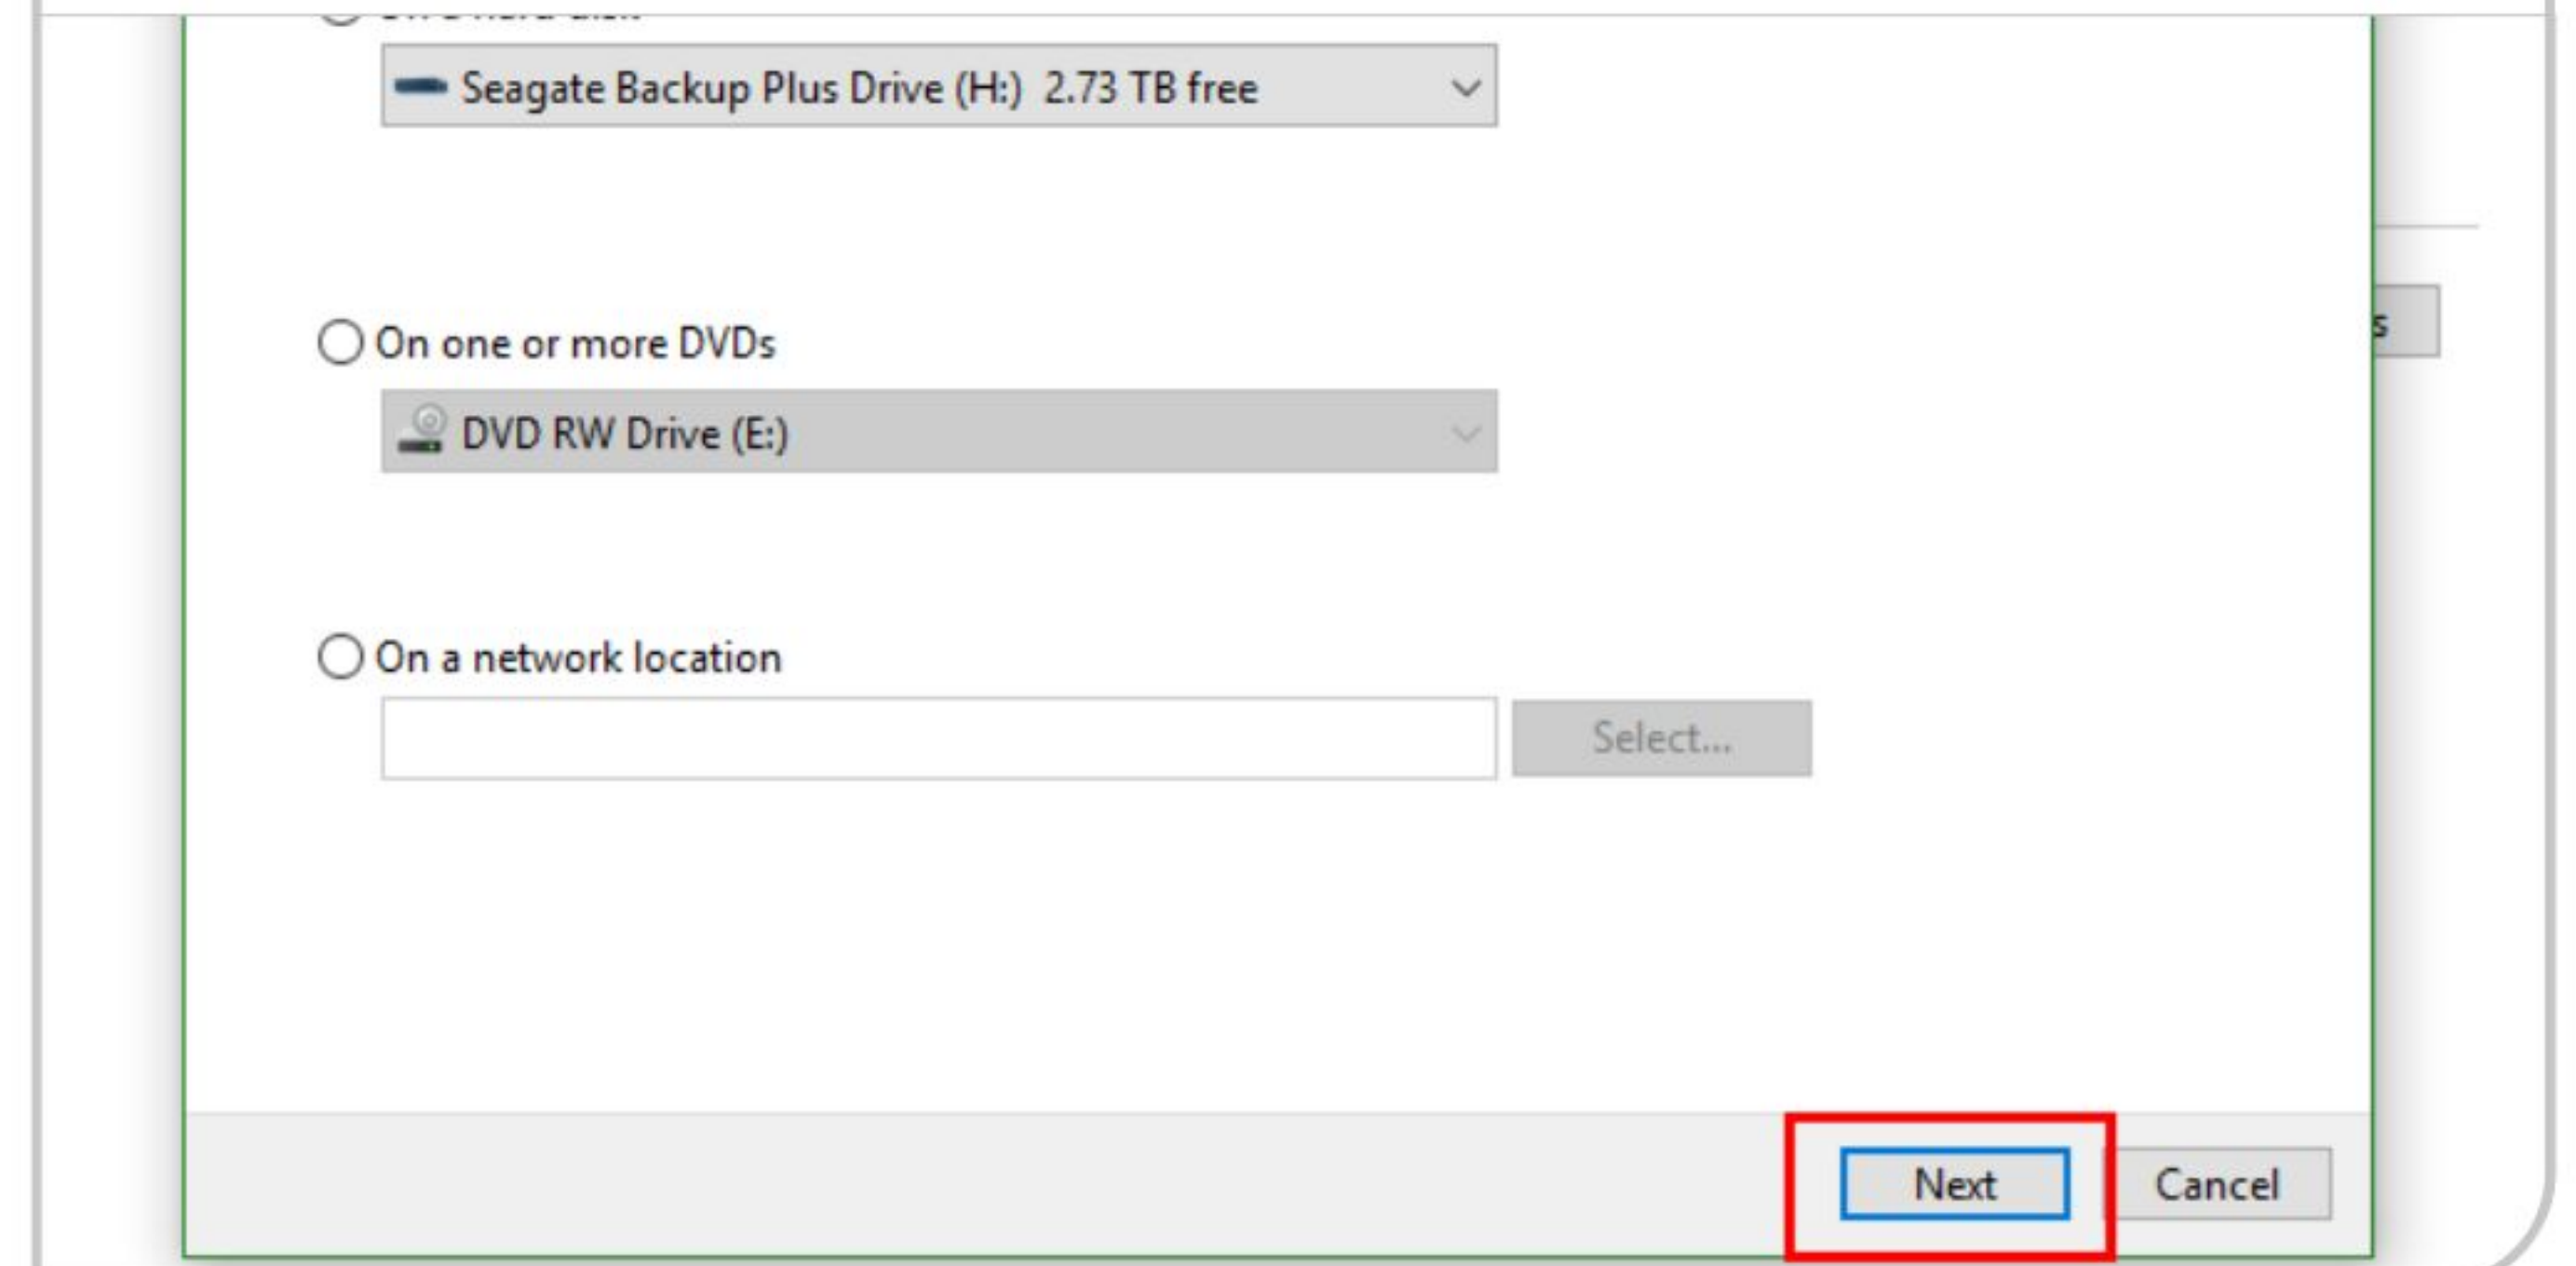 Seagate Backup Plus Drive (H:) 2.73 TB free
On one or more DVDs
DVD RW Drive (E:)
On a network location
Select...
Next
Cancel